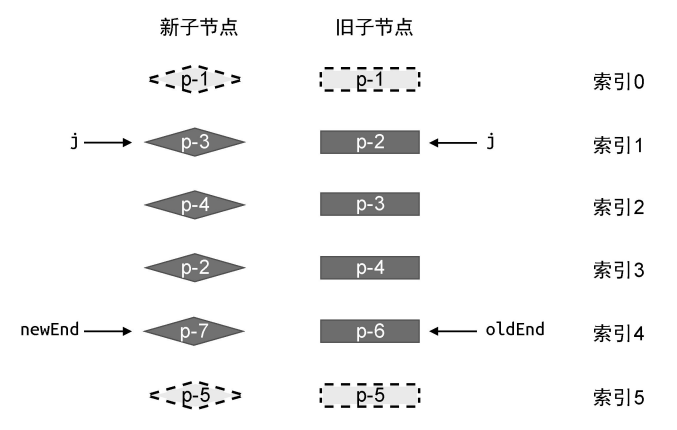 新子节点 旧子节点
p-1 p-1 索引0
j p-3 p-2 j 索引1
p-4 p-3 索引2
p-2 p-4 索引3
newEnd p-7 p-6 oldEnd 索引4
p-5 p-5 索引5